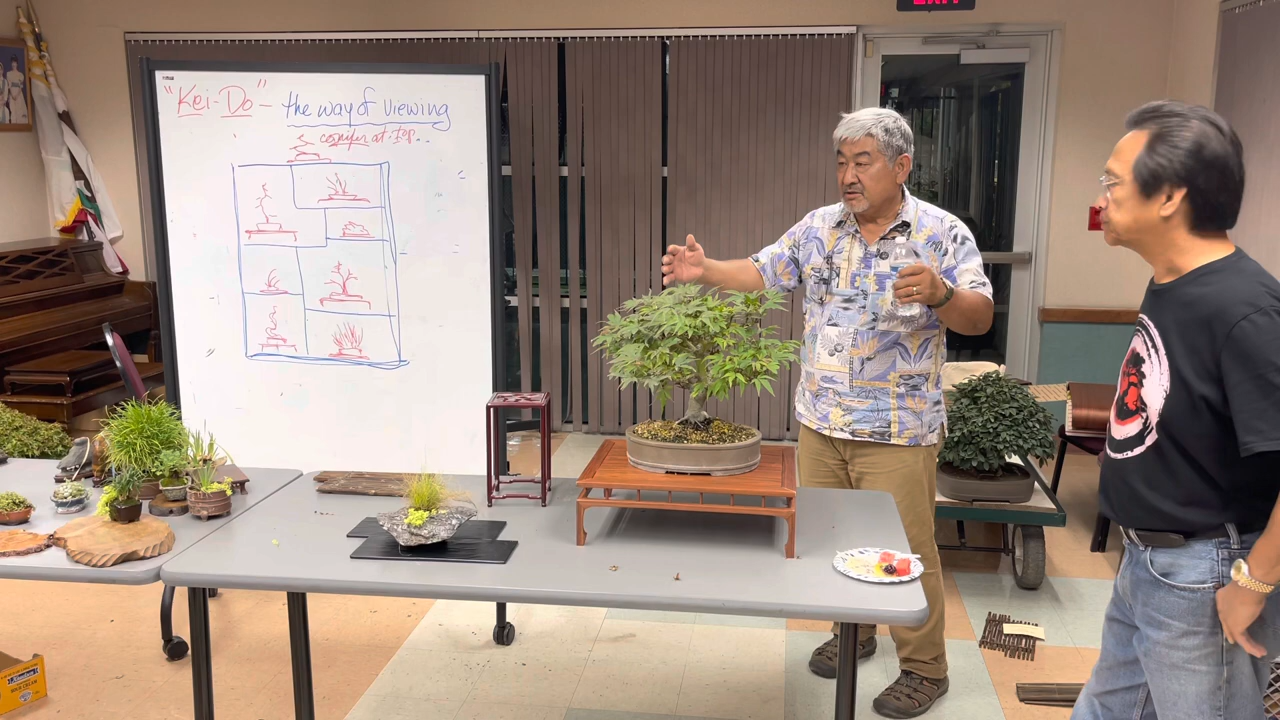 EXIT
"Kei-Do" - the way of viewing
conifer at top..